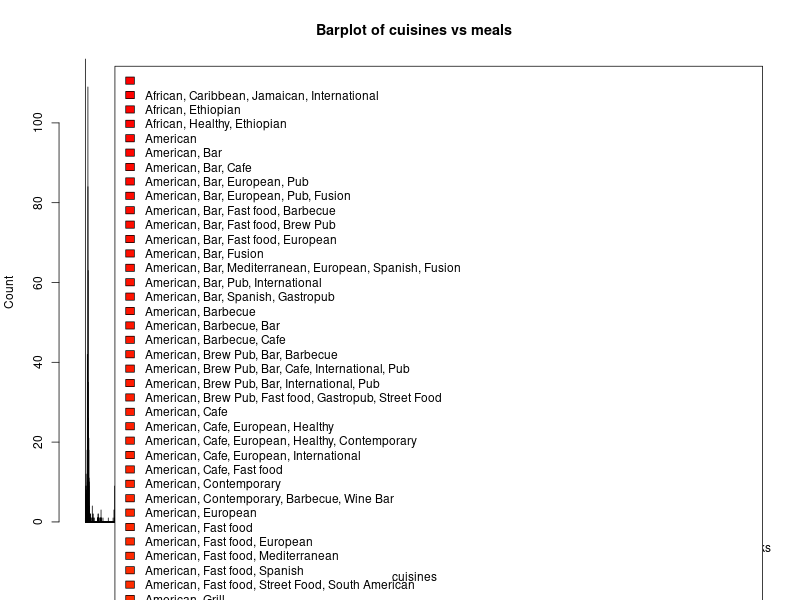 Barplot of cuisines vs meals
African, Caribbean, Jamaican, International
African, Ethiopian
African, Healthy, Ethiopian
American
American, Bar
American, Bar, Cafe
American, Bar, European, Pub
American, Bar, European, Pub, Fusion
American, Bar, Fast food, Barbecue
American, Bar, Fast food, Brew Pub
American, Bar, Fast food, European
American, Bar, Fusion
American, Bar, Mediterranean, European, Spanish, Fusion
American, Bar, Pub, International
American, Bar, Spanish, Gastropub
American, Barbecue
American, Barbecue, Bar
American, Barbecue, Cafe
American, Brew Pub, Bar, Barbecue
American, Brew Pub, Bar, Cafe, International, Pub
American, Brew Pub, Bar, International, Pub
American, Brew Pub, Fast food, Gastropub, Street Food
American, Cafe
American, Cafe, European, Healthy
American, Cafe, European, Healthy, Contemporary
American, Cafe, European, International
American, Cafe, Fast food
American, Contemporary
American, Contemporary, Barbecue, Wine Bar
American, European
American, Fast food
American, Fast food, European
American, Fast food, Mediterranean
American, Fast food, Spanish
American, Fast food, Street Food, South American
American, Grill
Count
100
80
60
40
20
0
ks
cuisines